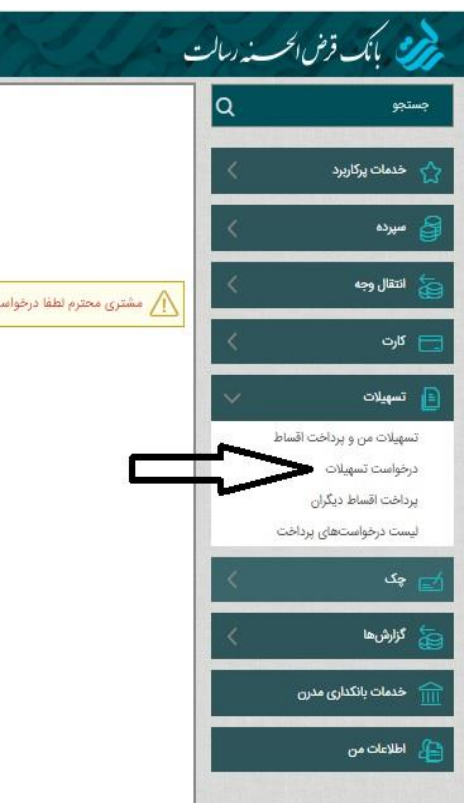 بانک قرض الحسنه رسالت
جستجو
خدمات پرکاربرد
سپرده
انتقال وجه
مشتری محترم لطفا درخواس
کارت
تسهیلات
تسهیلات من و پرداخت اقساط
درخواست تسهیلات
پرداخت اقساط دیگران
لیست درخواست‌های پرداخت
چک
گزارش‌ها
خدمات بانکداری مدرن
اطلاعات من